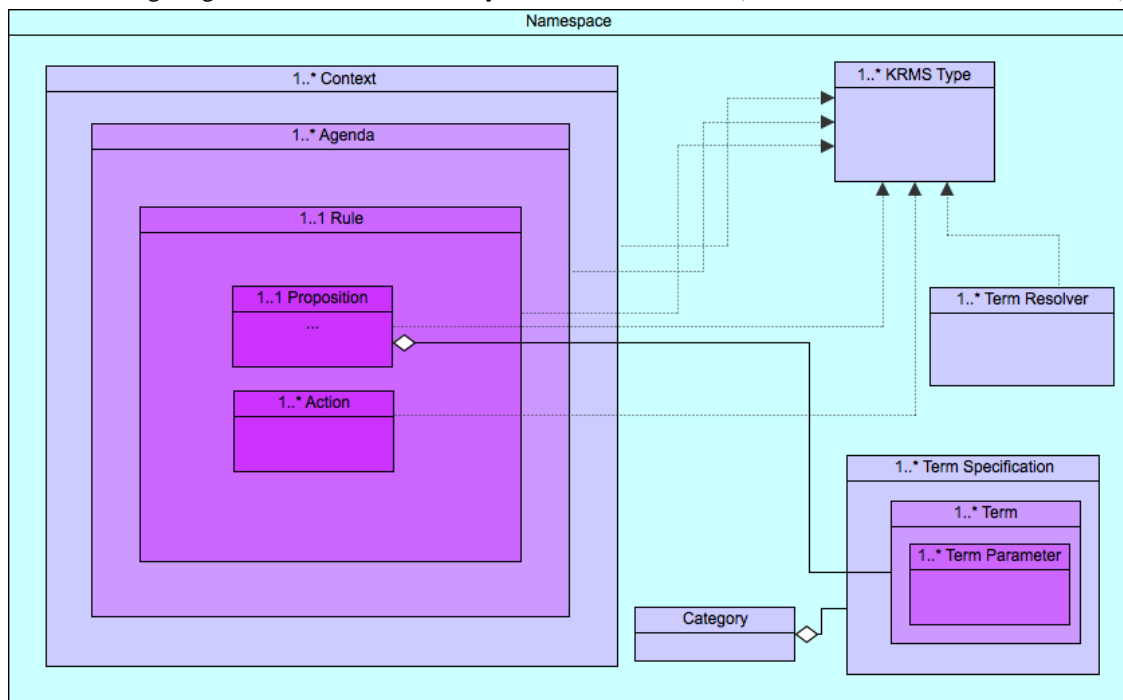 Namespace
1..* Context
1..* KRMS Type
1..* Agenda
1..1 Rule
1..1 Proposition
...
1..* Term Resolver
1..* Action
1..* Term Specification
1..* Term
1..* Term Parameter
Category